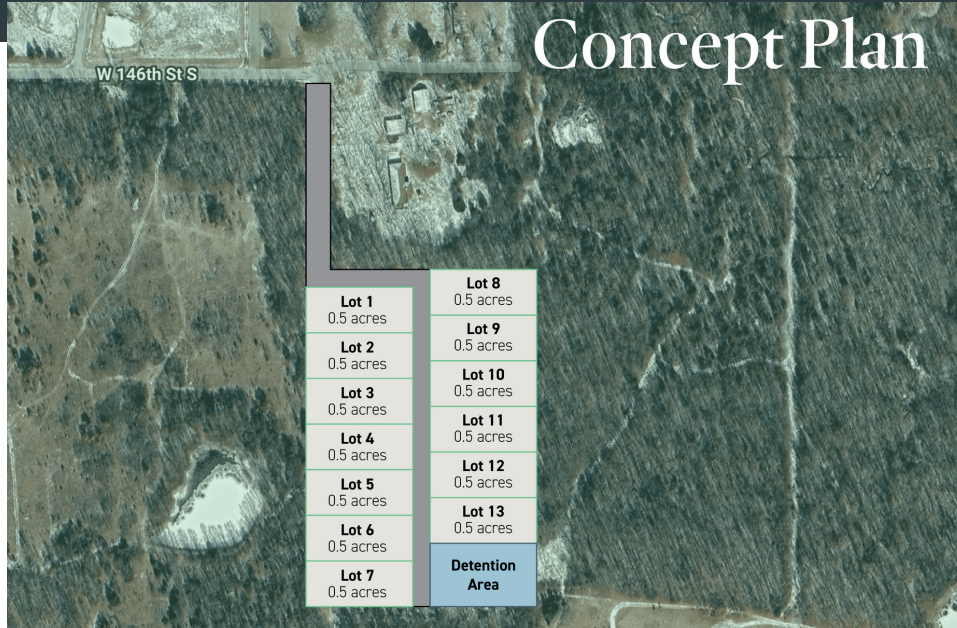 Concept Plan
W 146th St S
Lot 1
0.5 acres
Lot 2
0.5 acres
Lot 3
0.5 acres
Lot 4
0.5 acres
Lot 5
0.5 acres
Lot 6
0.5 acres
Lot 7
0.5 acres
Lot 8
0.5 acres
Lot 9
0.5 acres
Lot 10
0.5 acres
Lot 11
0.5 acres
Lot 12
0.5 acres
Lot 13
0.5 acres
Detention
Area